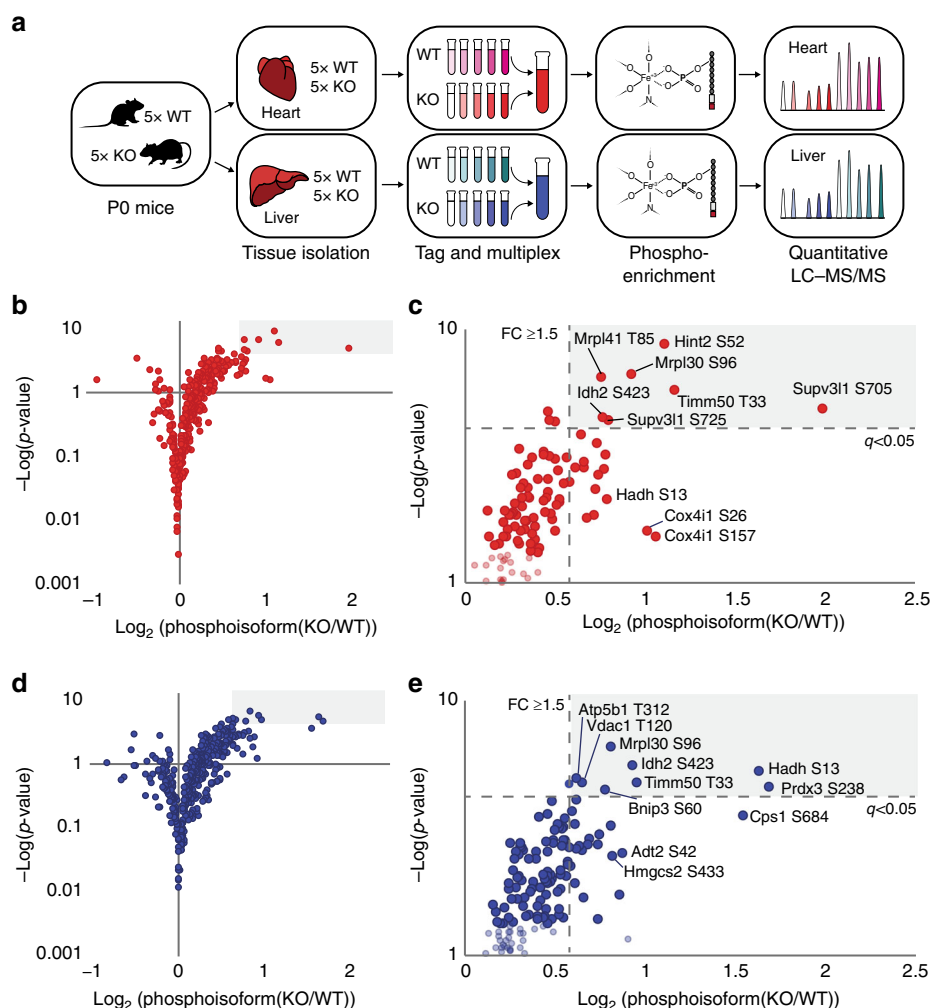 a
5× WT
5× KO
P0 mice
5× WT
5× KO
Heart
5× WT
5× KO
Liver
Tissue isolation
WT
KO
WT
KO
Tag and multiplex
Phospho-
enrichment
Heart
Liver
Quantitative
LC–MS/MS
b
10
1
0.1
0.01
0.001
–Log(p-value)
–1 0 1 2
Log2 (phosphoisoform(KO/WT))
c
10
1
–Log(p-value)
FC ≥1.5
Mrpl41 T85
Hint2 S52
Mrpl30 S96
Idh2 S423
Timm50 T33
Supv3l1 S705
Supv3l1 S725
q<0.05
Hadh S13
Cox4i1 S26
Cox4i1 S157
0 0.5 1 1.5 2 2.5
Log2 (phosphoisoform(KO/WT))
d
10
1
0.1
0.01
0.001
–Log(p-value)
–1 0 1 2
Log2 (phosphoisoform(KO/WT))
e
10
1
–Log(p-value)
FC ≥1.5
Atp5b1 T312
Vdac1 T120
Mrpl30 S96
Idh2 S423
Hadh S13
Timm50 T33
Prdx3 S238
Bnip3 S60
q<0.05
Cps1 S684
Adt2 S42
Hmgcs2 S433
0 0.5 1 1.5 2 2.5
Log2 (phosphoisoform(KO/WT))